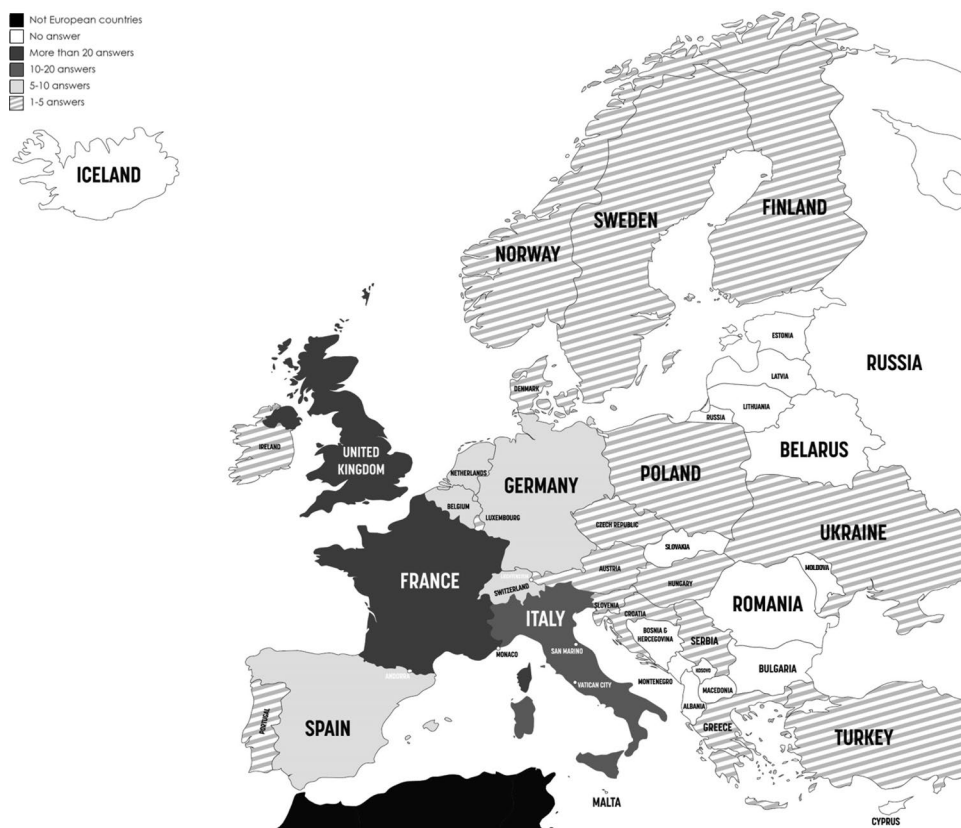 Not European countries
No answer
More than 20 answers
10-20 answers
5-10 answers
1-5 answers
ICELAND
FINLAND
SWEDEN
NORWAY
ESTONIA
RUSSIA
LATVIA
DENMARK
LITHUANIA
RUSSIA
IRELAND
UNITED
KINGDOM
BELARUS
NETHERLANDS
POLAND
GERMANY
BELGIUM
LUXEMBOURG
CZECH REPUBLIC
UKRAINE
SLOVAKIA
AUSTRIA
MOLDOVA
FRANCE
SWITZERLAND
HUNGARY
ROMANIA
SLOVENIA
CROATIA
ITALY
BOSNIA &
HERCEGOVINA
SERBIA
MONACO
SAN MARINO
BULGARIA
KOSOVO
ANDORRA
VATICAN CITY
MONTENEGRO
MACEDONIA
ALBANIA
PORTUGAL
SPAIN
GREECE
TURKEY
MALTA
CYPRUS